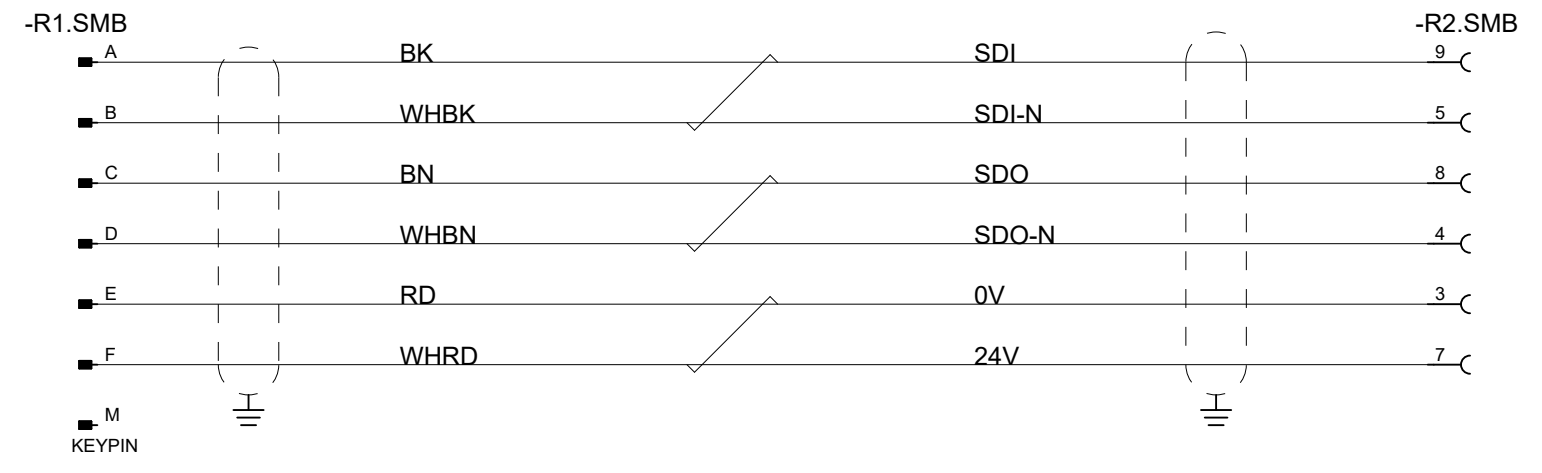 -R1.SMB -R2.SMB
A BK SDI 9
B WHBK SDI-N 5
C BN SDO 8
D WHBN SDO-N 4
E RD 0V 3
F WHRD 24V 7
M
KEYPIN